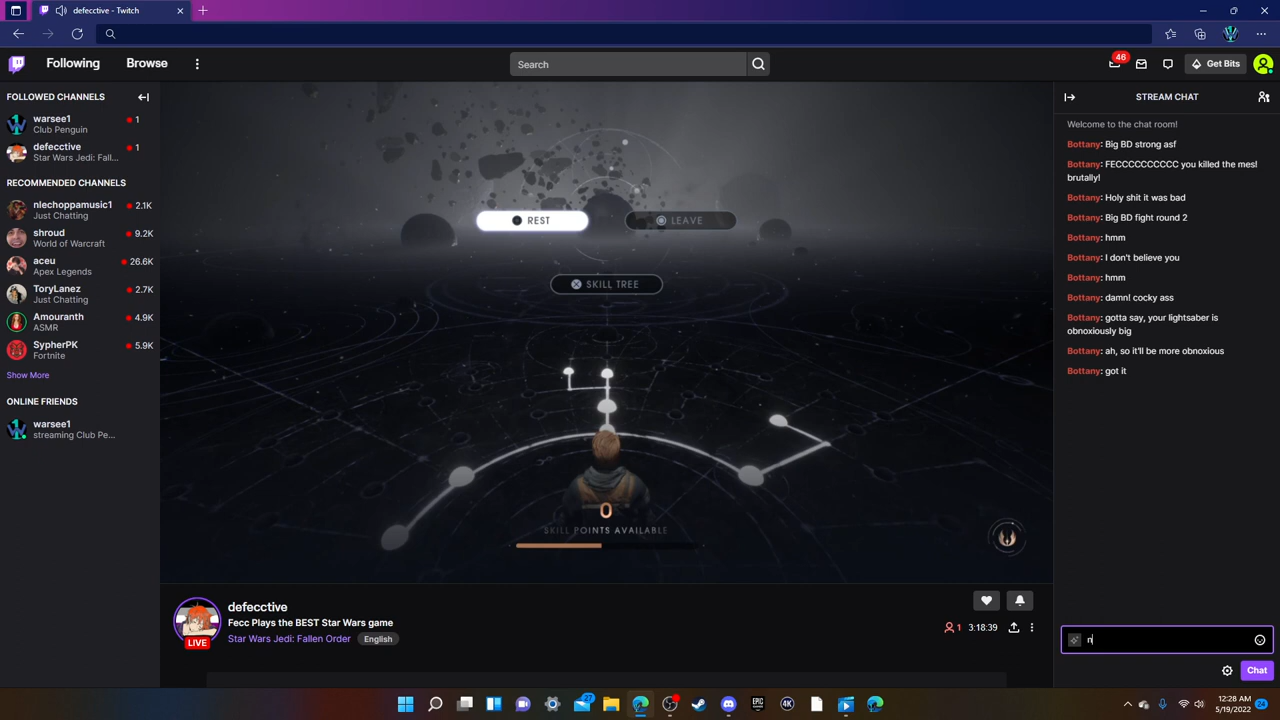 defecctive - Twitch
Following
Browse
Search
46
Get Bits
FOLLOWED CHANNELS
warsee1
1
Club Penguin
defecctive
1
Star Wars Jedi: Fall...
RECOMMENDED CHANNELS
nlechoppamusic1
2.1K
Just Chatting
shroud
9.2K
World of Warcraft
aceu
26.6K
Apex Legends
ToryLanez
2.7K
Just Chatting
Amouranth
4.9K
ASMR
SypherPK
5.9K
Fortnite
Show More
ONLINE FRIENDS
warsee1
streaming Club Pe...
REST
LEAVE
SKILL TREE
0
SKILL POINTS AVAILABLE
LIVE
defecctive
Fecc Plays the BEST Star Wars game
Star Wars Jedi: Fallen Order
English
1
3:18:39
STREAM CHAT
Welcome to the chat room!
Bottany: Big BD strong asf
Bottany: FECCCCCCCCCC you killed the mesl
brutally!
Bottany: Holy shit it was bad
Bottany: Big BD fight round 2
Bottany: hmm
Bottany: I don't believe you
Bottany: hmm
Bottany: damn! cocky ass
Bottany: gotta say, your lightsaber is
obnoxiously big
Bottany: ah, so it'll be more obnoxious
Bottany: got it
n
Chat
27
EPIC
4K
12:28 AM
5/19/2022
24